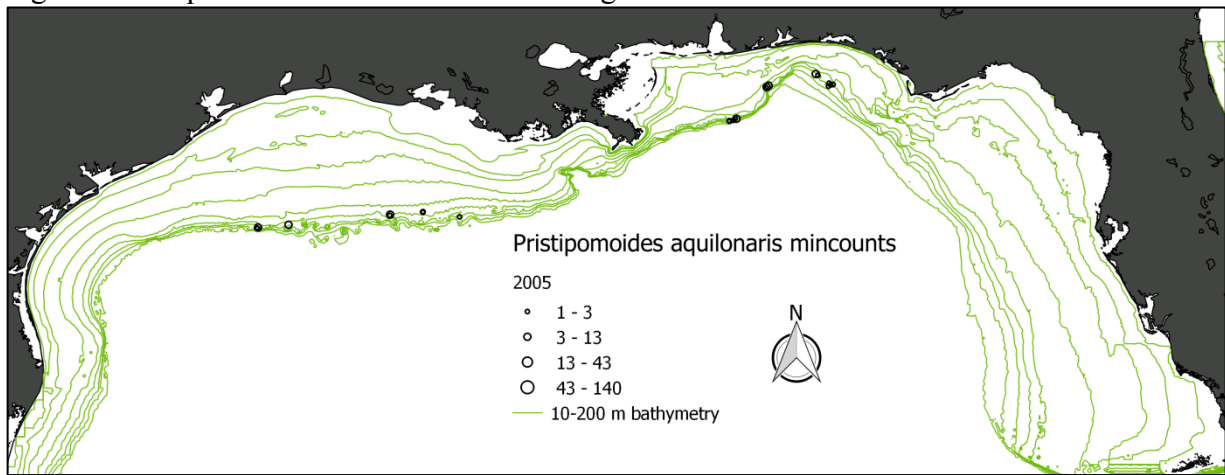 Pristipomoides aquilonaris mincounts
2005
1 - 3
3 - 13
13 - 43
43 - 140
10-200 m bathymetry
N